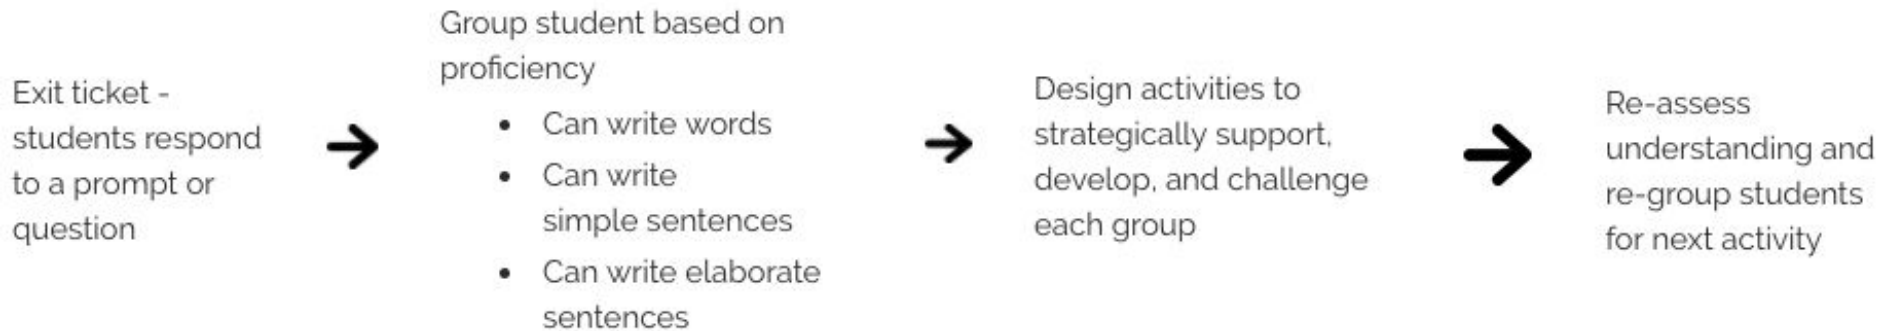 Exit ticket -
students respond
to a prompt or
question
Group student based on
proficiency
• Can write words
• Can write
simple sentences
• Can write elaborate
sentences
Design activities to
strategically support,
develop, and challenge
each group
Re-assess
understanding and
re-group students
for next activity